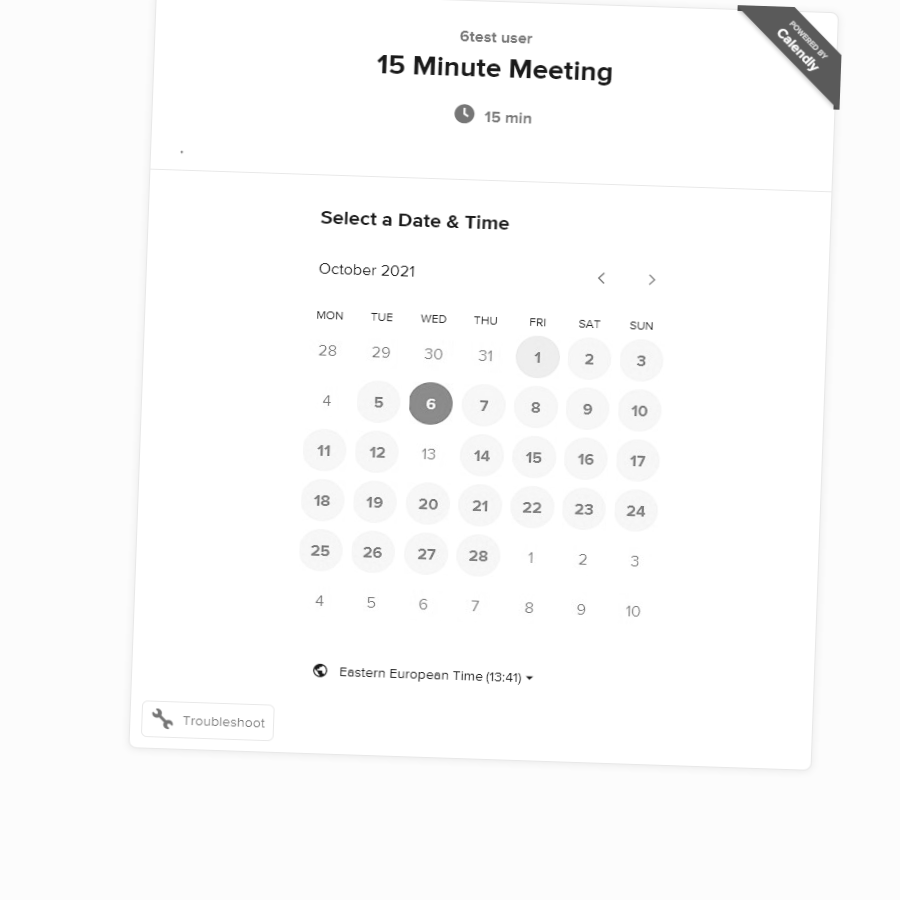 6test user
POWERED BY
Calendly
15 Minute Meeting
15 min
.
Select a Date & Time
October 2021
MON TUE WED THU FRI SAT SUN
28 29 30 31 1 2 3
4 5 6 7 8 9 10
11 12 13 14 15 16 17
18 19 20 21 22 23 24
25 26 27 28 1 2 3
4 5 6 7 8 9 10
Eastern European Time (13:41)
Troubleshoot